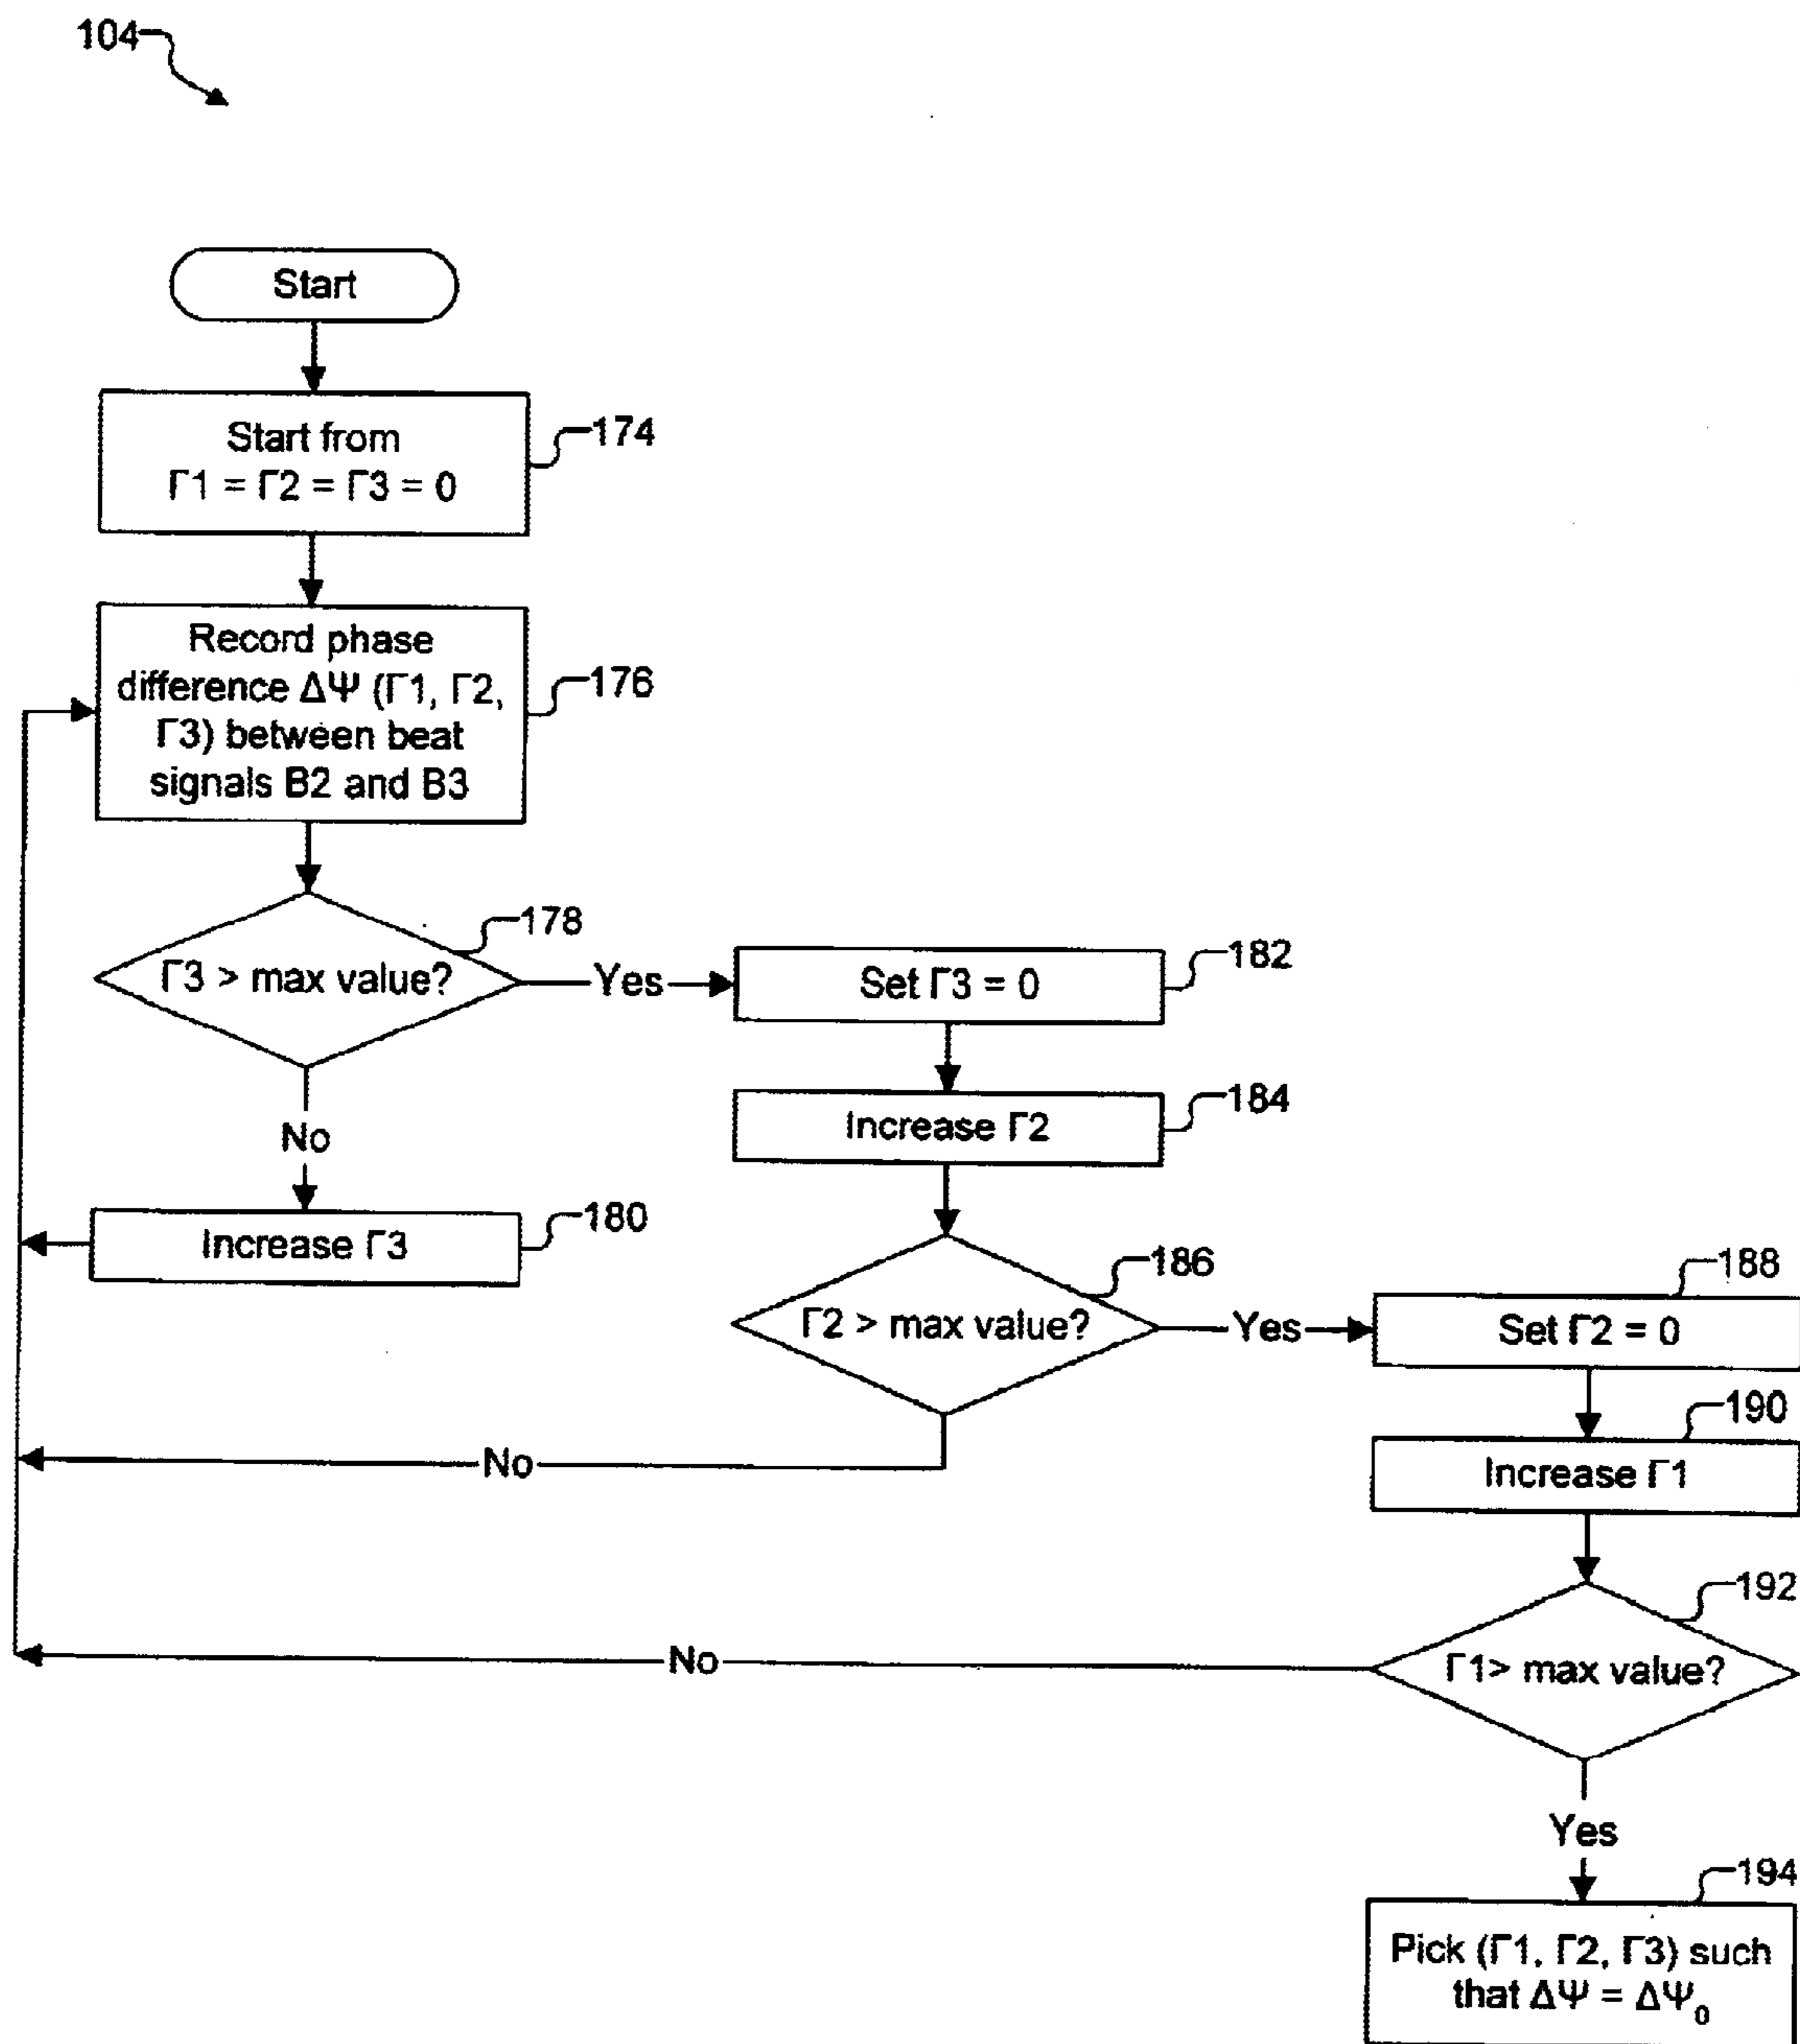 104
Start
Start from
Γ1 = Γ2 = Γ3 = 0
174
Record phase
difference ΔΨ (Γ1, Γ2,
Γ3) between beat
signals B2 and B3
176
Γ3 > max value?
178
Yes
No
Increase Γ3
180
Set Γ3 = 0
182
Increase Γ2
184
Γ2 > max value?
186
Yes
No
Set Γ2 = 0
188
Increase Γ1
190
Γ1> max value?
192
No
Yes
Pick (Γ1, Γ2, Γ3) such
that ΔΨ = ΔΨ₀
194